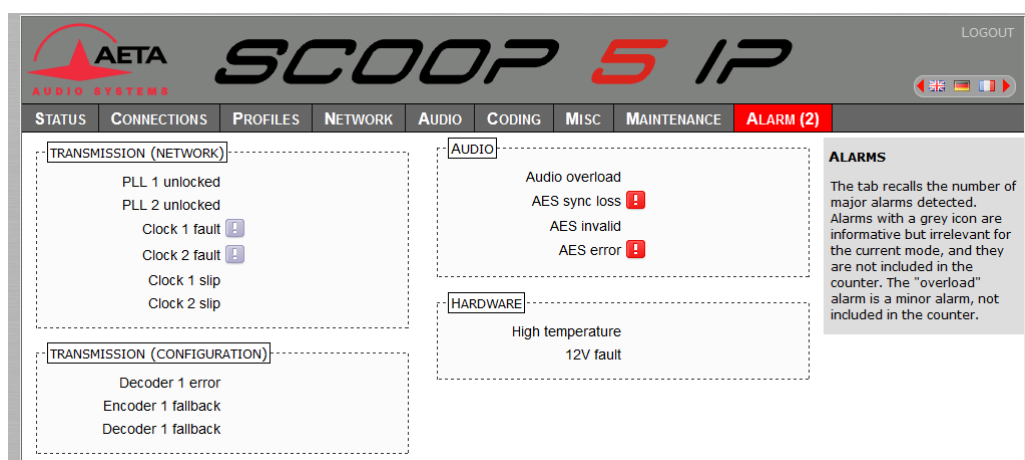 AETA
AUDIO SYSTEMS
SCOOP 5 IP
LOGOUT
STATUS CONNECTIONS PROFILES NETWORK AUDIO CODING MISC MAINTENANCE ALARM (2)
TRANSMISSION (NETWORK)
PLL 1 unlocked
PLL 2 unlocked
Clock 1 fault !
Clock 2 fault !
Clock 1 slip
Clock 2 slip
TRANSMISSION (CONFIGURATION)
Decoder 1 error
Encoder 1 fallback
Decoder 1 fallback
AUDIO
Audio overload
AES sync loss !
AES invalid
AES error !
HARDWARE
High temperature
12V fault
ALARMS
The tab recalls the number of
major alarms detected.
Alarms with a grey icon are
informative but irrelevant for
the current mode, and they
are not included in the
counter. The "overload"
alarm is a minor alarm, not
included in the counter.